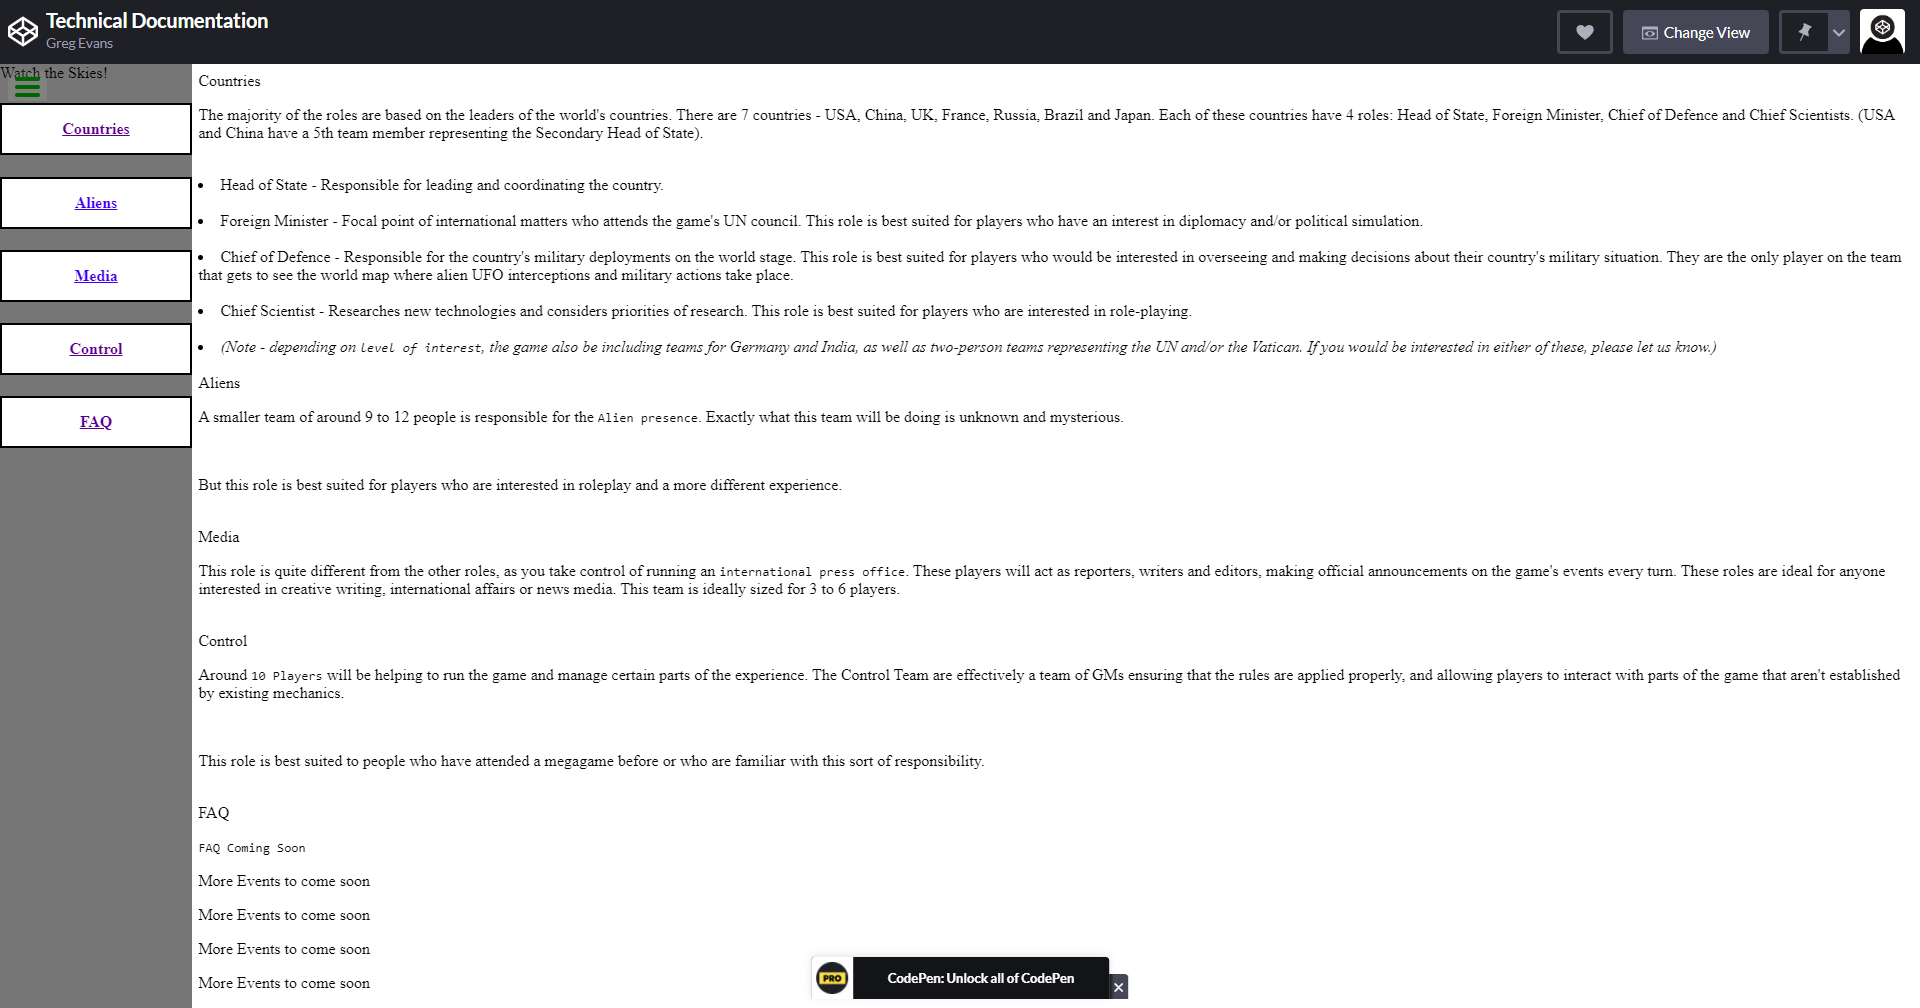 Technical Documentation
Greg Evans
Change View
Watch the Skies!
Countries
Aliens
Media
Control
FAQ
Countries
The majority of the roles are based on the leaders of the world's countries. There are 7 countries - USA, China, UK, France, Russia, Brazil and Japan. Each of these countries have 4 roles: Head of State, Foreign Minister, Chief of Defence and Chief Scientists. (USA
and China have a 5th team member representing the Secondary Head of State).
• Head of State - Responsible for leading and coordinating the country.
• Foreign Minister - Focal point of international matters who attends the game's UN council. This role is best suited for players who have an interest in diplomacy and/or political simulation.
• Chief of Defence - Responsible for the country's military deployments on the world stage. This role is best suited for players who would be interested in overseeing and making decisions about their country's military situation. They are the only player on the team
that gets to see the world map where alien UFO interceptions and military actions take place.
• Chief Scientist - Researches new technologies and considers priorities of research. This role is best suited for players who are interested in role-playing.
• (Note - depending on level of interest, the game also be including teams for Germany and India, as well as two-person teams representing the UN and/or the Vatican. If you would be interested in either of these, please let us know.)
Aliens
A smaller team of around 9 to 12 people is responsible for the Alien presence. Exactly what this team will be doing is unknown and mysterious.
But this role is best suited for players who are interested in roleplay and a more different experience.
Media
This role is quite different from the other roles, as you take control of running an international press office. These players will act as reporters, writers and editors, making official announcements on the game's events every turn. These roles are ideal for anyone
interested in creative writing, international affairs or news media. This team is ideally sized for 3 to 6 players.
Control
Around 10 Players will be helping to run the game and manage certain parts of the experience. The Control Team are effectively a team of GMs ensuring that the rules are applied properly, and allowing players to interact with parts of the game that aren't established
by existing mechanics.
This role is best suited to people who have attended a megagame before or who are familiar with this sort of responsibility.
FAQ
FAQ Coming Soon
More Events to come soon
More Events to come soon
More Events to come soon
More Events to come soon
PRO
CodePen: Unlock all of CodePen